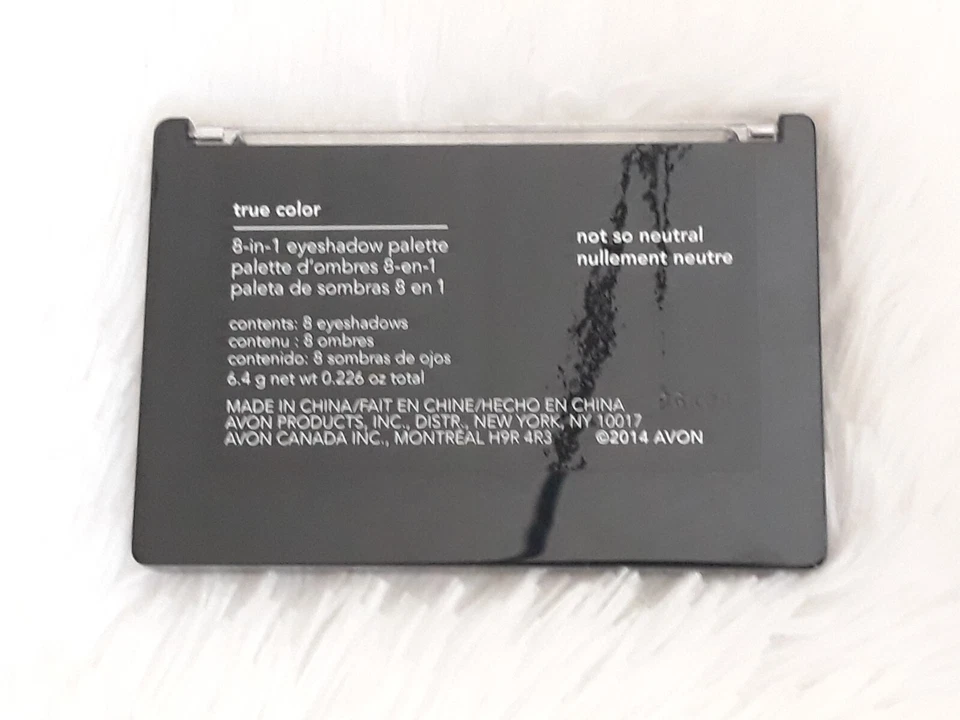 true color
8-in-1 eyeshadow palette
palette d'ombres 8-en-1
paleta de sombras 8 en 1
not so neutral
nullement neutre
contents: 8 eyeshadows
contenu : 8 ombres
contenido: 8 sombras de ojos
6.4 g net wt 0.226 oz total
MADE IN CHINA/FAIT EN CHINE/HECHO EN CHINA
AVON PRODUCTS, INC., DISTR., NEW YORK, NY 10017
AVON CANADA INC., MONTRÉAL H9R 4R3 ©2014 AVON